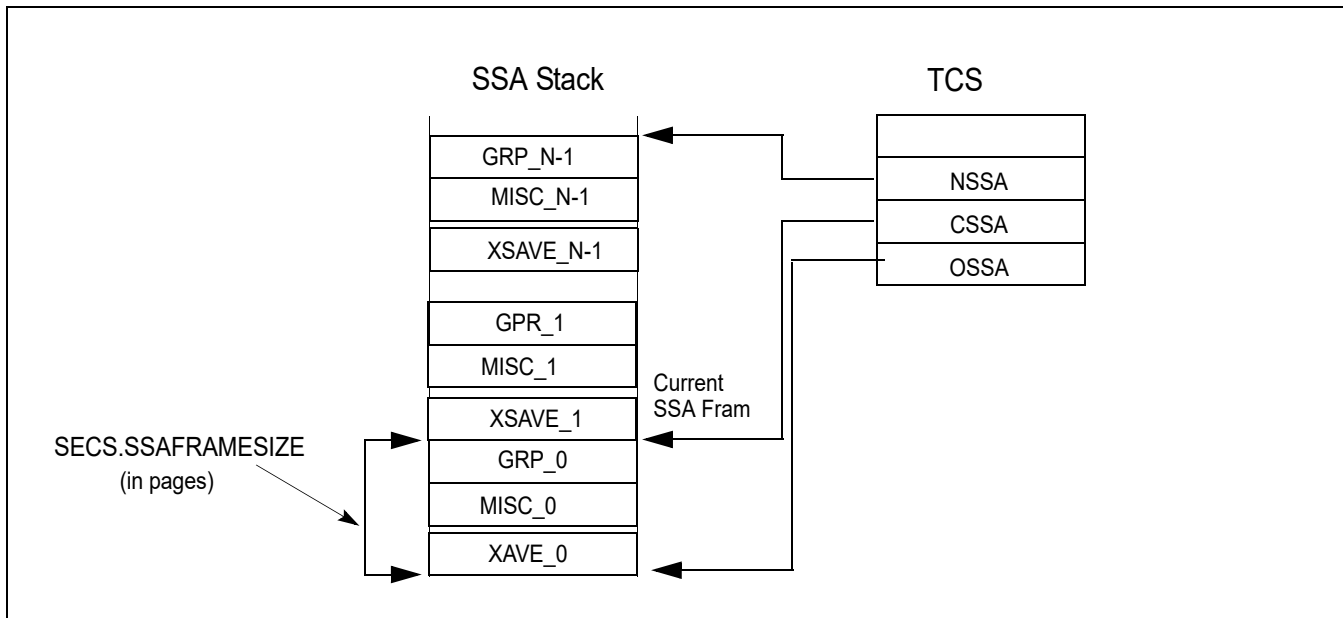 SSA Stack
TCS
GRP_N-1
MISC_N-1
XSAVE_N-1
GPR_1
MISC_1
XSAVE_1
GRP_0
MISC_0
XAVE_0
NSSA
CSSA
OSSA
Current
SSA Fram
SECS.SSAFRAMESIZE
(in pages)